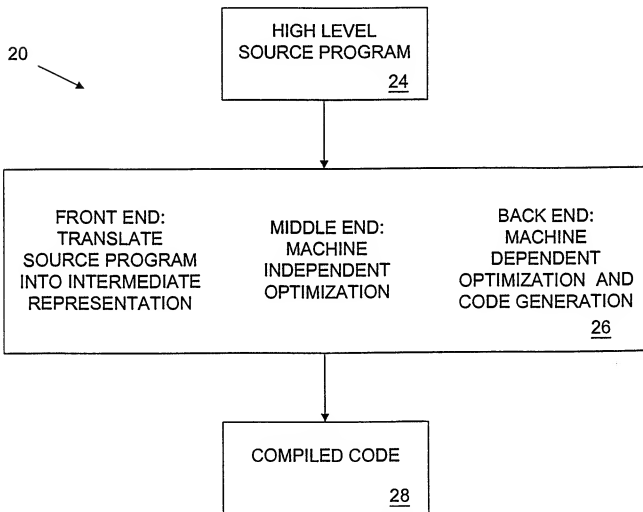 HIGH LEVEL
SOURCE PROGRAM
24
20
FRONT END:
TRANSLATE
SOURCE PROGRAM
INTO INTERMEDIATE
REPRESENTATION
MIDDLE END:
MACHINE
INDEPENDENT
OPTIMIZATION
BACK END:
MACHINE
DEPENDENT
OPTIMIZATION AND
CODE GENERATION
26
COMPILED CODE
28